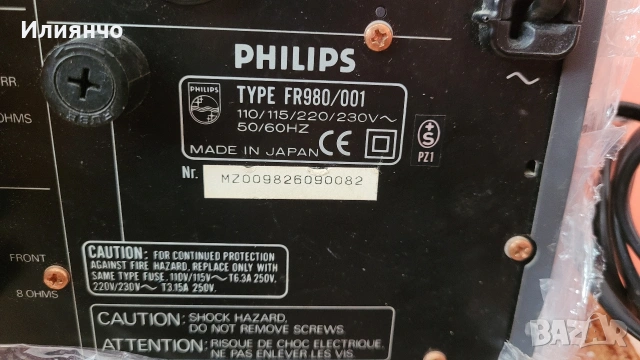 Илиянчо
PHILIPS
RR.
OHMS
PHILIPS
TYPE FR980/001
110/115/220/230V~
50/60HZ
MADE IN JAPAN CE
S
PZ1
Nr. MZ009826090082
CAUTION: FOR CONTINUED PROTECTION
AGAINST FIRE HAZARD, REPLACE ONLY WITH
SAME TYPE FUSE. 110V/115V~ T6.3A 250V.
220V/230V~ T3.15A 250V.
FRONT
8.OHMS
CAUTION: SHOCK HAZARD.
DO NOT REMOVE SCREWS.
ATTENTION: RISQUE DE CHOC ELECTRIQUE.
NE PAS ENLEVER LES VIS
BAZAR